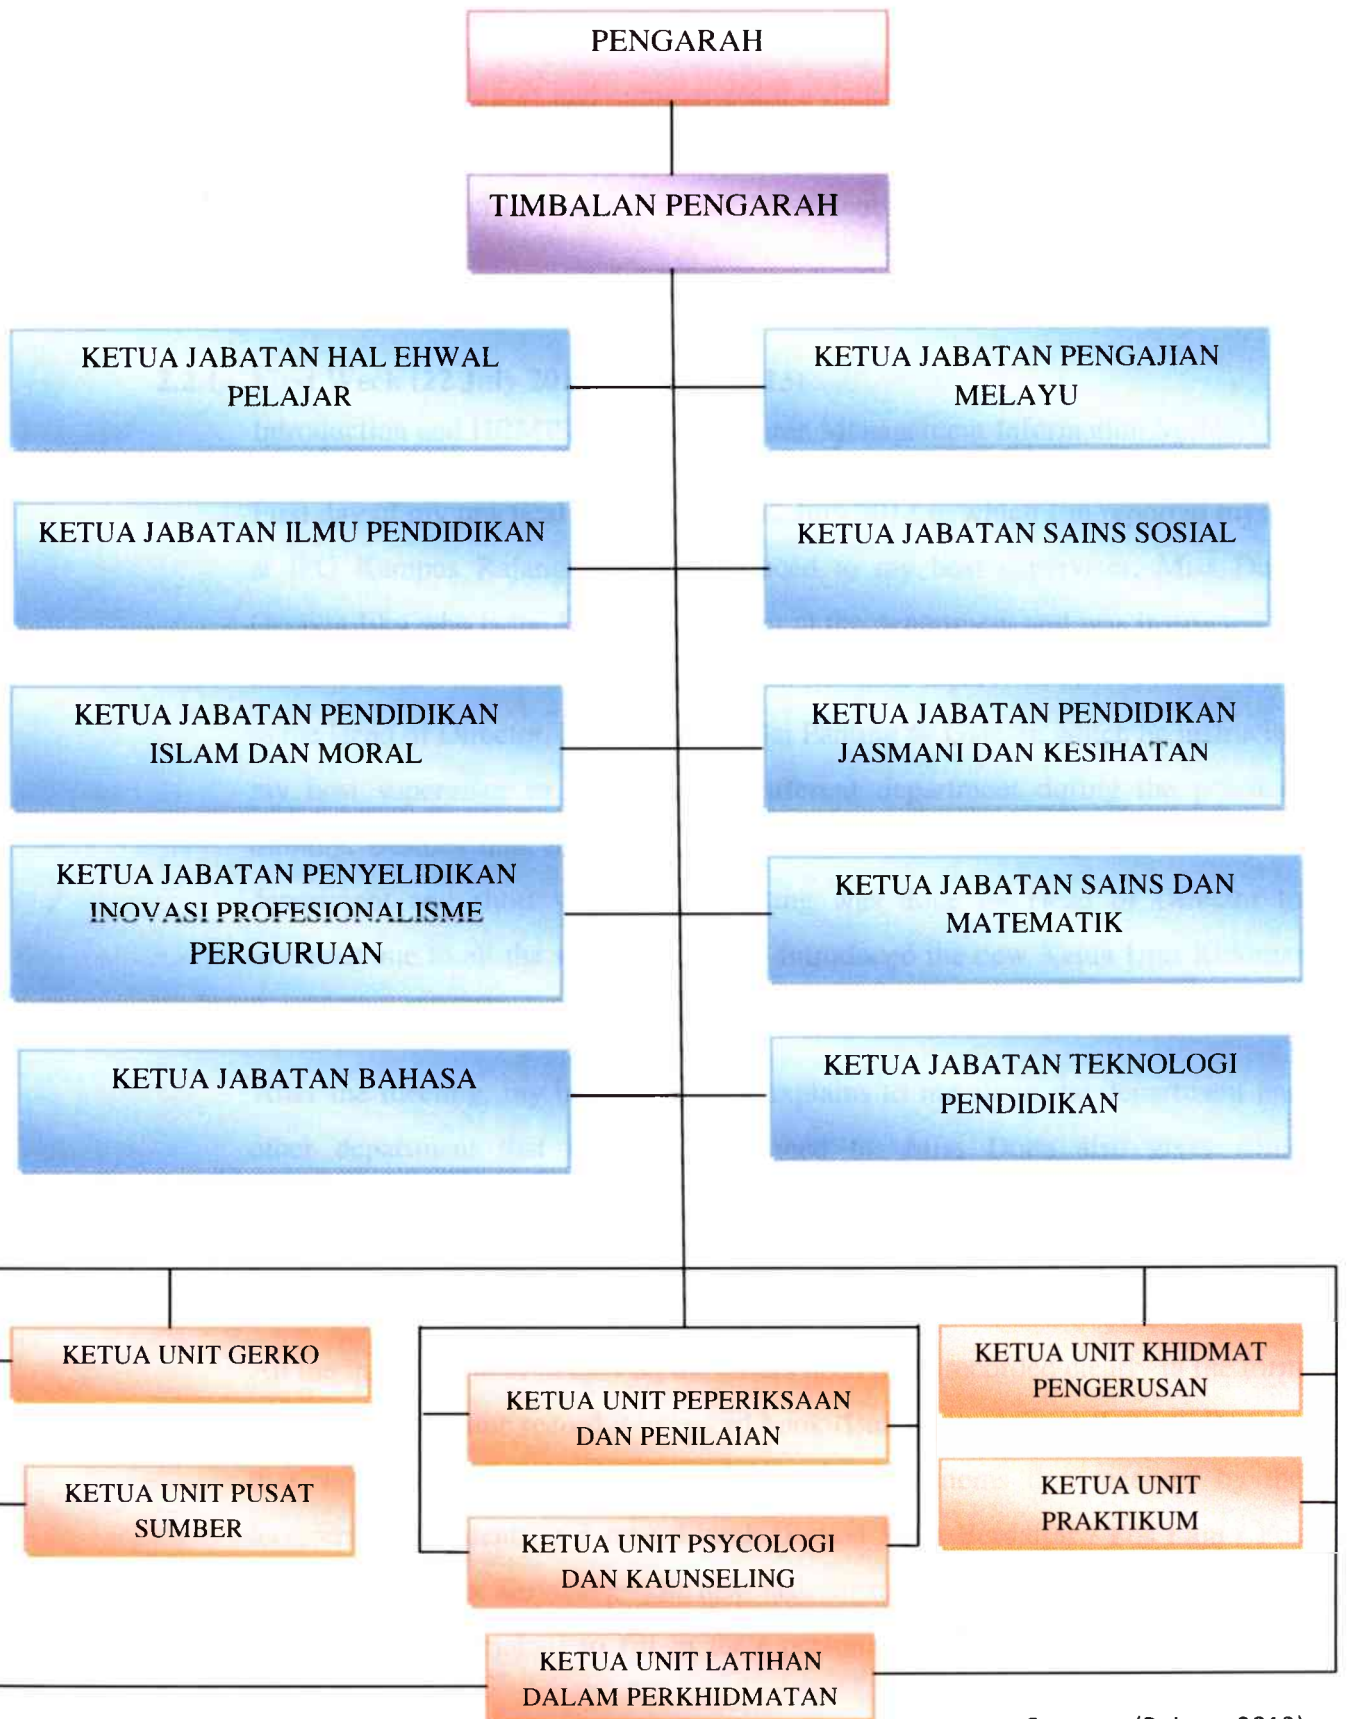 PENGARAH
TIMBALAN PENGARAH
KETUA JABATAN HAL EHWAL
PELAJAR
KETUA JABATAN PENGAJIAN
MELAYU
KETUA JABATAN ILMU PENDIDIKAN
KETUA JABATAN SAINS SOSIAL
KETUA JABATAN PENDIDIKAN
ISLAM DAN MORAL
KETUA JABATAN PENDIDIKAN
JASMANI DAN KESIHATAN
KETUA JABATAN PENYELIDIKAN
INOVASI PROFESIONALISME
PERGURUAN
KETUA JABATAN SAINS DAN
MATEMATIK
KETUA JABATAN BAHASA
KETUA JABATAN TEKNOLOGI
PENDIDIKAN
KETUA UNIT GERKO
KETUA UNIT PEPERIKSAAN
DAN PENILAIAN
KETUA UNIT KHIDMAT
PENGERUSAN
KETUA UNIT PUSAT
SUMBER
KETUA UNIT PSYCOLOGI
DAN KAUNSELING
KETUA UNIT
PRAKTIKUM
KETUA UNIT LATIHAN
DALAM PERKHIDMATAN